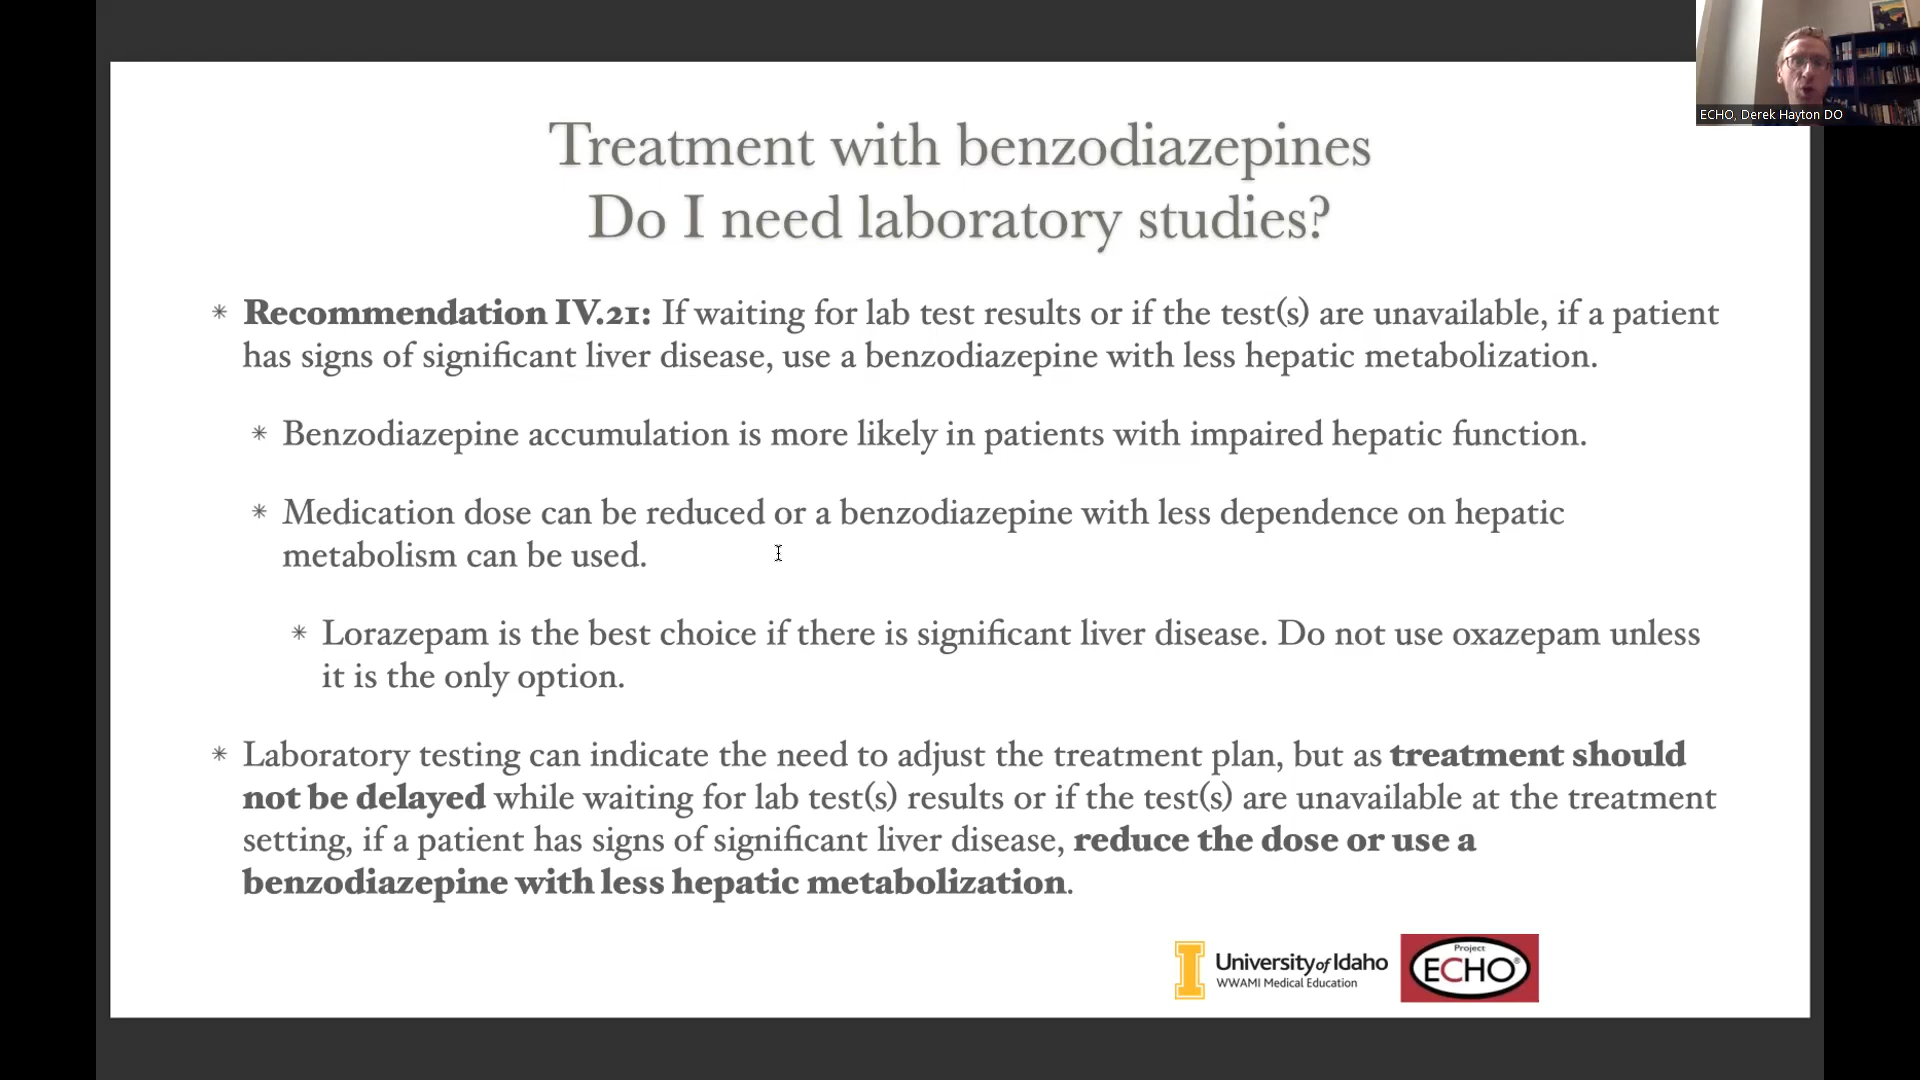 ECHO, Derek Hayton DO
Treatment with benzodiazepines
Do I need laboratory studies?
* Recommendation IV.21: If waiting for lab test results or if the test(s) are unavailable, if a patient
has signs of significant liver disease, use a benzodiazepine with less hepatic metabolization.
* Benzodiazepine accumulation is more likely in patients with impaired hepatic function.
* Medication dose can be reduced or a benzodiazepine with less dependence on hepatic
metabolism can be used.
* Lorazepam is the best choice if there is significant liver disease. Do not use oxazepam unless
it is the only option.
* Laboratory testing can indicate the need to adjust the treatment plan, but as treatment should
not be delayed while waiting for lab test(s) results or if the test(s) are unavailable at the treatment
setting, if a patient has signs of significant liver disease, reduce the dose or use a
benzodiazepine with less hepatic metabolization.
University of Idaho
WWAMI Medical Education
Project
ECHO®